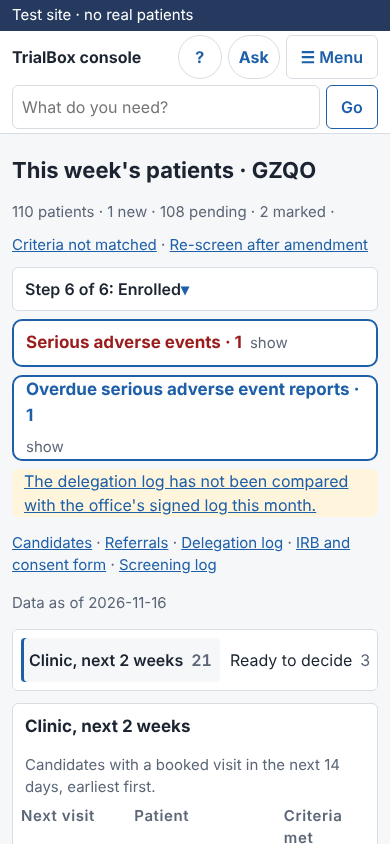 Test site · no real patients
TrialBox console
?
Ask
☰ Menu
What do you need?
Go
This week's patients · GZQO
110 patients · 1 new · 108 pending · 2 marked ·
Criteria not matched · Re-screen after amendment
Step 6 of 6: Enrolled▾
Serious adverse events · 1 show
Overdue serious adverse event reports ·
1
show
The delegation log has not been compared
with the office's signed log this month.
Candidates · Referrals · Delegation log · IRB and
consent form · Screening log
Data as of 2026-11-16
Clinic, next 2 weeks 21 Ready to decide 3
Clinic, next 2 weeks
Candidates with a booked visit in the next 14
days, earliest first.
Next visit Patient Criteria
met